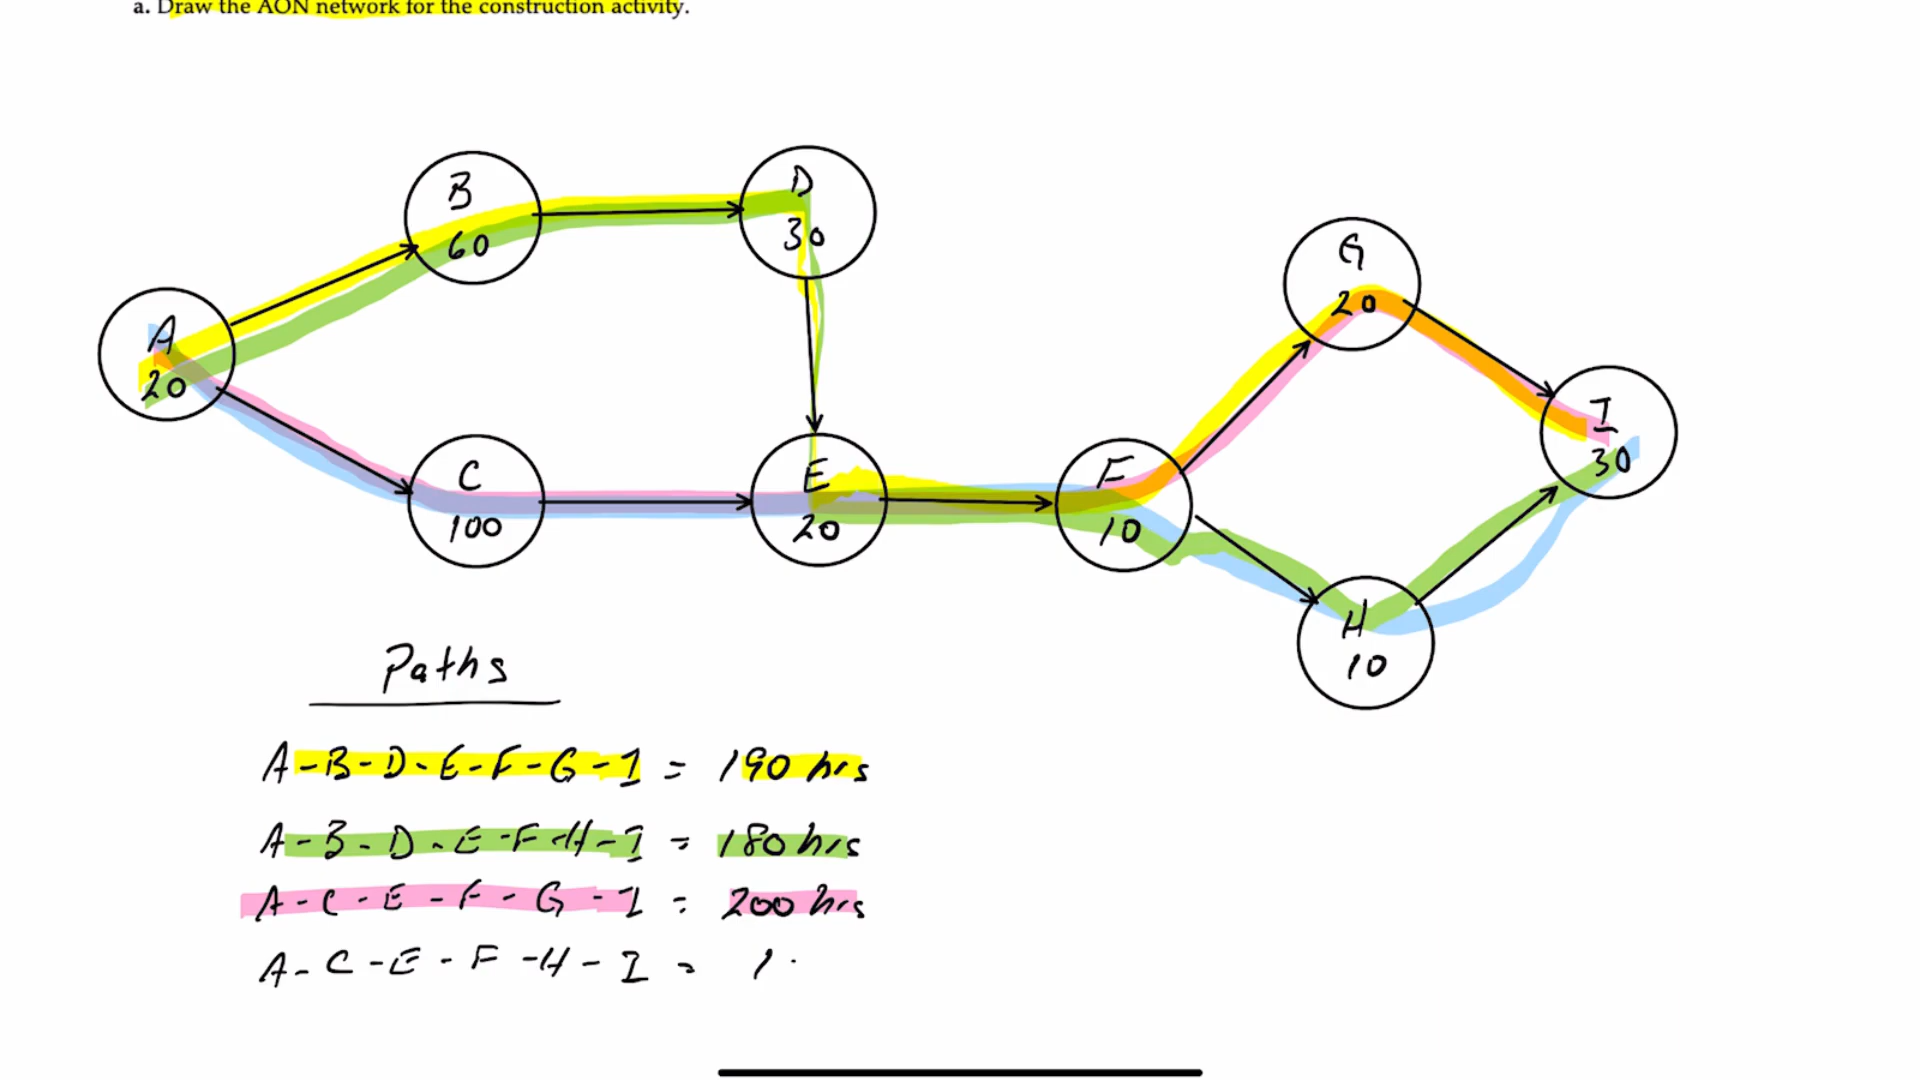 a. Draw the AON network for the construction activity.
B
60
D
30
G
20
A
20
I
30
C
100
E
20
F
10
H
10
Paths
A-B-D-E-F-G-I = 190 hrs
A-B-D-E-F-H-I = 180 hrs
A-C-E-F-G-I = 200 hrs
A-C-E-F-H-I = 1